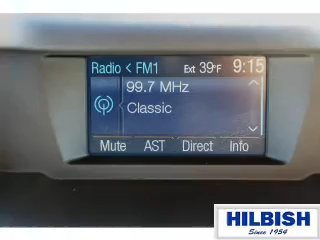 Radio < FM1 Ext 39°F 9:15
99.7 MHz
Classic
Mute AST Direct Info
HILBISH
Since 1954